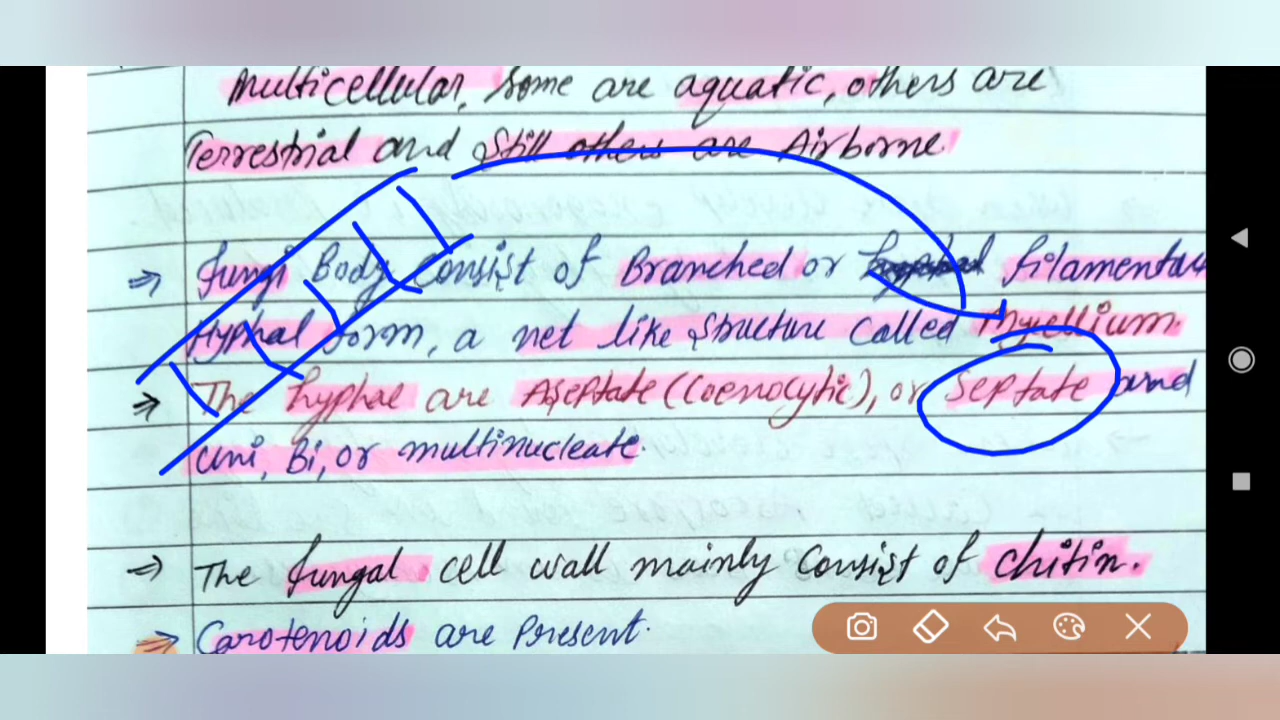 Multicellular, Some are aquatic, others are
Terrestrial and Still others are Airborne.
⇒ fungi Body Consist of Branched or filamentous
Hyphal form, a net like structure called Mycellium.
⇒ The hyphae are Aseptate (Coenocytic), or Septate and
Uni, Bi, or multinucleate.
⇒ The fungal cell wall mainly Consist of Chitin.
⇒ Carotenoids are Present.